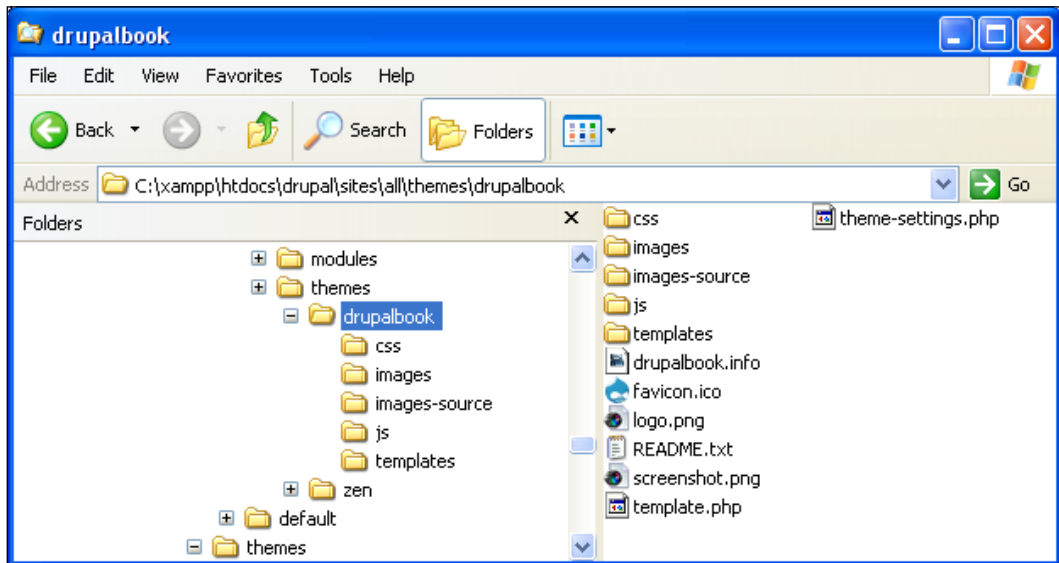 drupalbook
File Edit View Favorites Tools Help
Back Search Folders
Address C:\xampp\htdocs\drupal\sites\all\themes\drupalbook Go
Folders
modules
themes
drupalbook
css
images
images-source
js
templates
zen
default
themes
css
images
images-source
js
templates
drupalbook.info
favicon.ico
logo.png
README.txt
screenshot.png
template.php
theme-settings.php